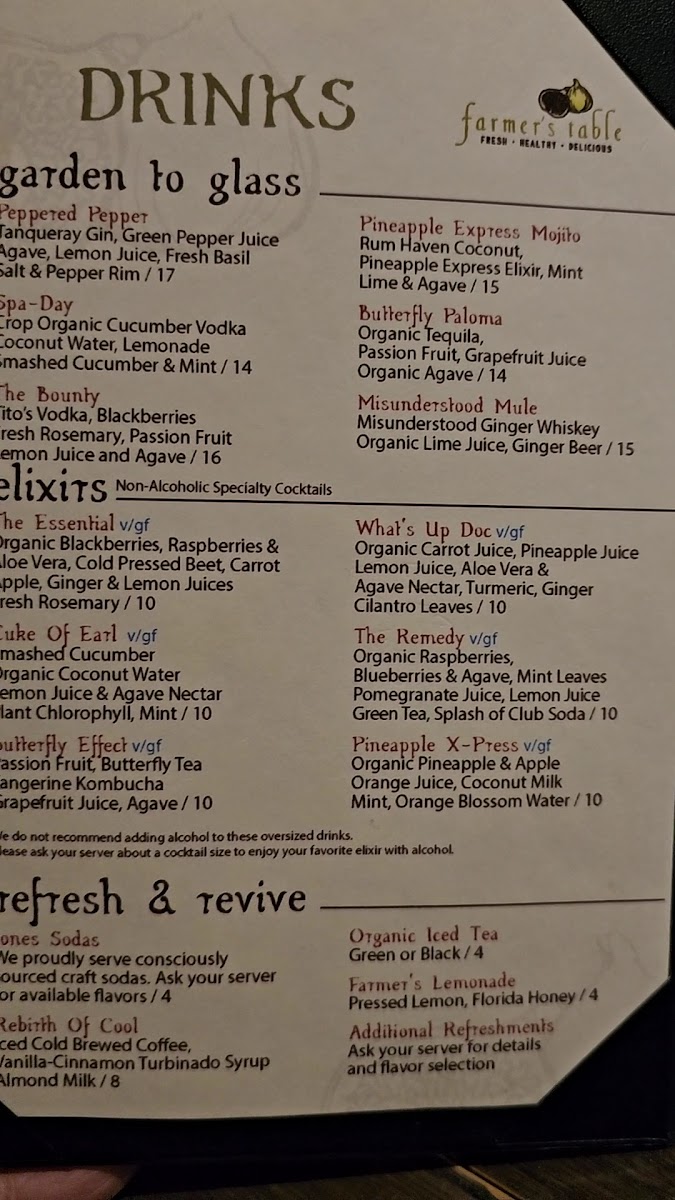 DRINKS
farmer's table
FRESH · HEALTHY · DELICIOUS
garden to glass
Peppered Pepper
Tanqueray Gin, Green Pepper Juice
Agave, Lemon Juice, Fresh Basil
Salt & Pepper Rim / 17
Spa-Day
Crop Organic Cucumber Vodka
Coconut Water, Lemonade
Smashed Cucumber & Mint / 14
The Bounty
Tito's Vodka, Blackberries
Fresh Rosemary, Passion Fruit
Lemon Juice and Agave / 16
Pineapple Express Mojito
Rum Haven Coconut,
Pineapple Express Elixir, Mint
Lime & Agave / 15
Butterfly Paloma
Organic Tequila,
Passion Fruit, Grapefruit Juice
Organic Agave / 14
Misunderstood Mule
Misunderstood Ginger Whiskey
Organic Lime Juice, Ginger Beer / 15
elixirs Non-Alcoholic Specialty Cocktails
The Essential v/gf
Organic Blackberries, Raspberries &
Aloe Vera, Cold Pressed Beet, Carrot
Apple, Ginger & Lemon Juices
Fresh Rosemary / 10
Cuke Of Earl v/gf
Smashed Cucumber
Organic Coconut Water
Lemon Juice & Agave Nectar
Plant Chlorophyll, Mint / 10
Butterfly Effect v/gf
Passion Fruit, Butterfly Tea
Tangerine Kombucha
Grapefruit Juice, Agave / 10
What's Up Doc v/gf
Organic Carrot Juice, Pineapple Juice
Lemon Juice, Aloe Vera &
Agave Nectar, Turmeric, Ginger
Cilantro Leaves / 10
The Remedy v/gf
Organic Raspberries,
Blueberries & Agave, Mint Leaves
Pomegranate Juice, Lemon Juice
Green Tea, Splash of Club Soda / 10
Pineapple X-Press v/gf
Organic Pineapple & Apple
Orange Juice, Coconut Milk
Mint, Orange Blossom Water / 10
We do not recommend adding alcohol to these oversized drinks.
Please ask your server about a cocktail size to enjoy your favorite elixir with alcohol.
refresh & revive
Jones Sodas
We proudly serve consciously
sourced craft sodas. Ask your server
for available flavors / 4
Rebirth Of Cool
Iced Cold Brewed Coffee,
Vanilla-Cinnamon Turbinado Syrup
Almond Milk / 8
Organic Iced Tea
Green or Black / 4
Farmer's Lemonade
Pressed Lemon, Florida Honey / 4
Additional Refreshments
Ask your server for details
and flavor selection